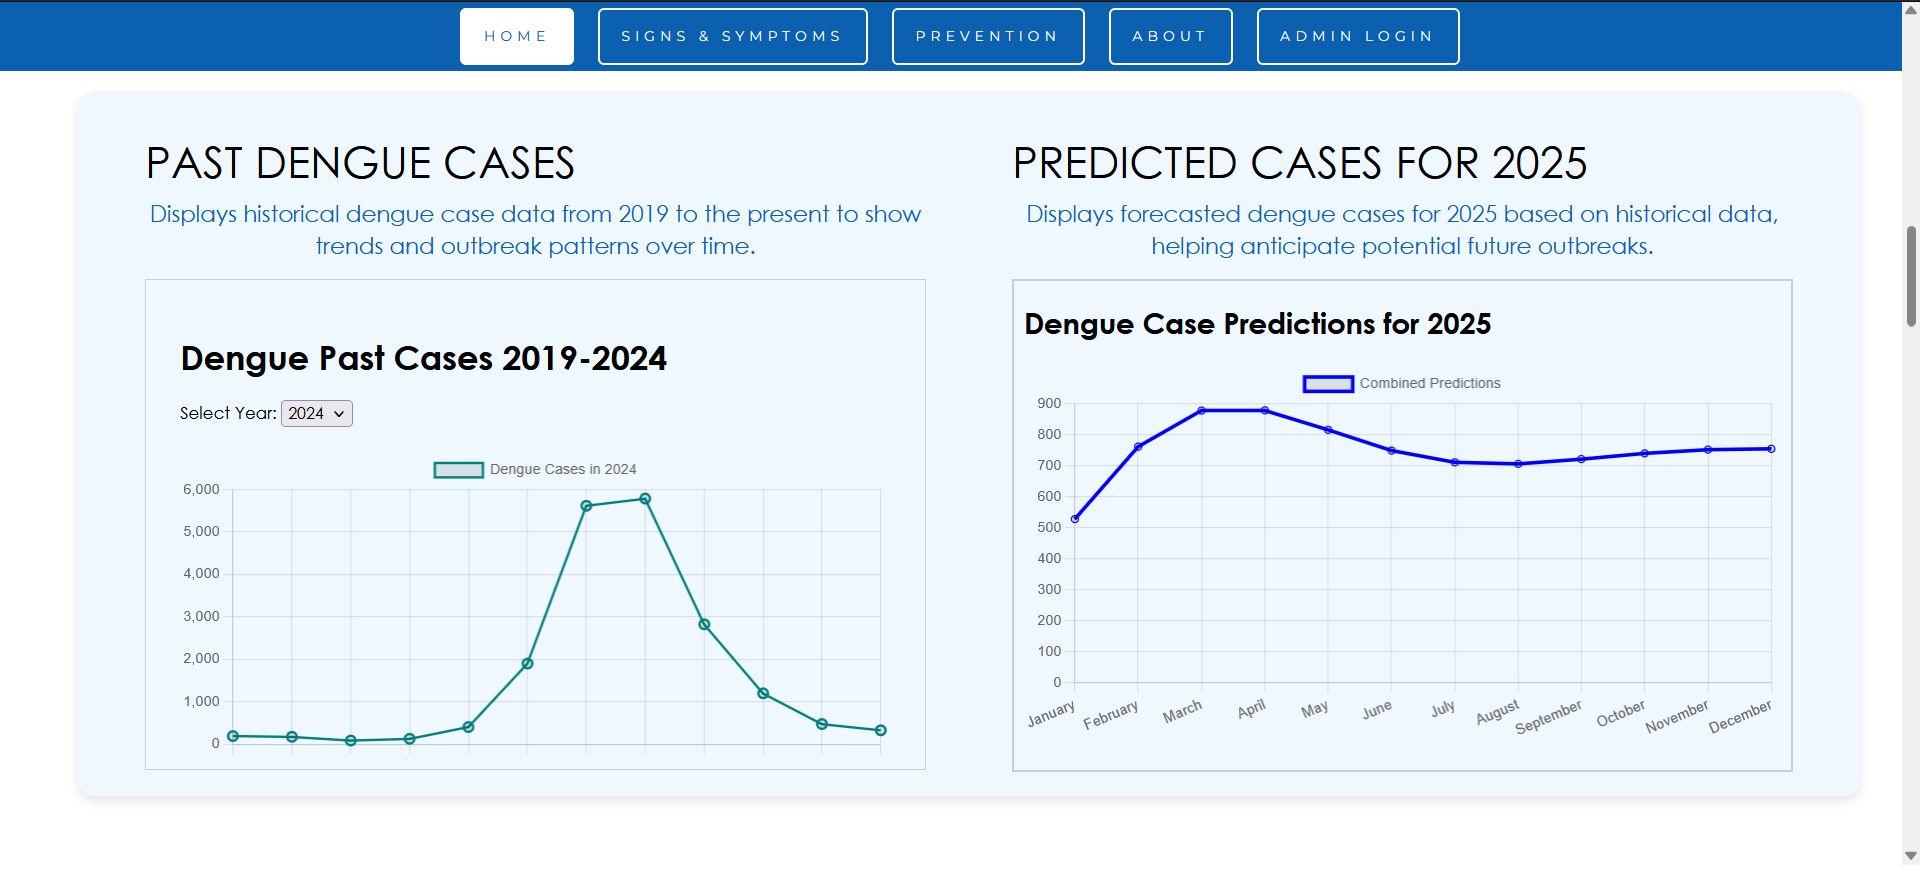 HOME
SIGNS & SYMPTOMS
PREVENTION
ABOUT
ADMIN LOGIN
PAST DENGUE CASES
Displays historical dengue case data from 2019 to the present to show
trends and outbreak patterns over time.
Dengue Past Cases 2019-2024
Select Year: 2024
Dengue Cases in 2024
6,000
5,000
4,000
3,000
2,000
1,000
0
PREDICTED CASES FOR 2025
Displays forecasted dengue cases for 2025 based on historical data,
helping anticipate potential future outbreaks.
Dengue Case Predictions for 2025
Combined Predictions
900
800
700
600
500
400
300
200
100
0
January
February
March
April
May
June
July
August
September
October
November
December